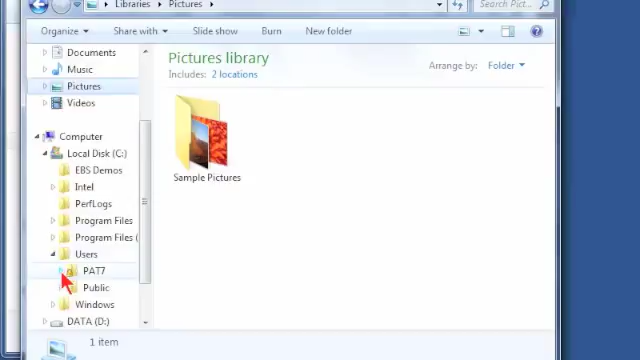 Libraries ▸ Pictures ▸
Search Pict...
Organize Share with Slide show Burn New folder
Documents
Music
Pictures
Videos
Computer
Local Disk (C:)
EBS Demos
Intel
PerfLogs
Program Files
Program Files (
Users
PAT7
Public
Windows
DATA (D:)
Pictures library
Includes: 2 locations
Arrange by: Folder
Sample Pictures
1 item